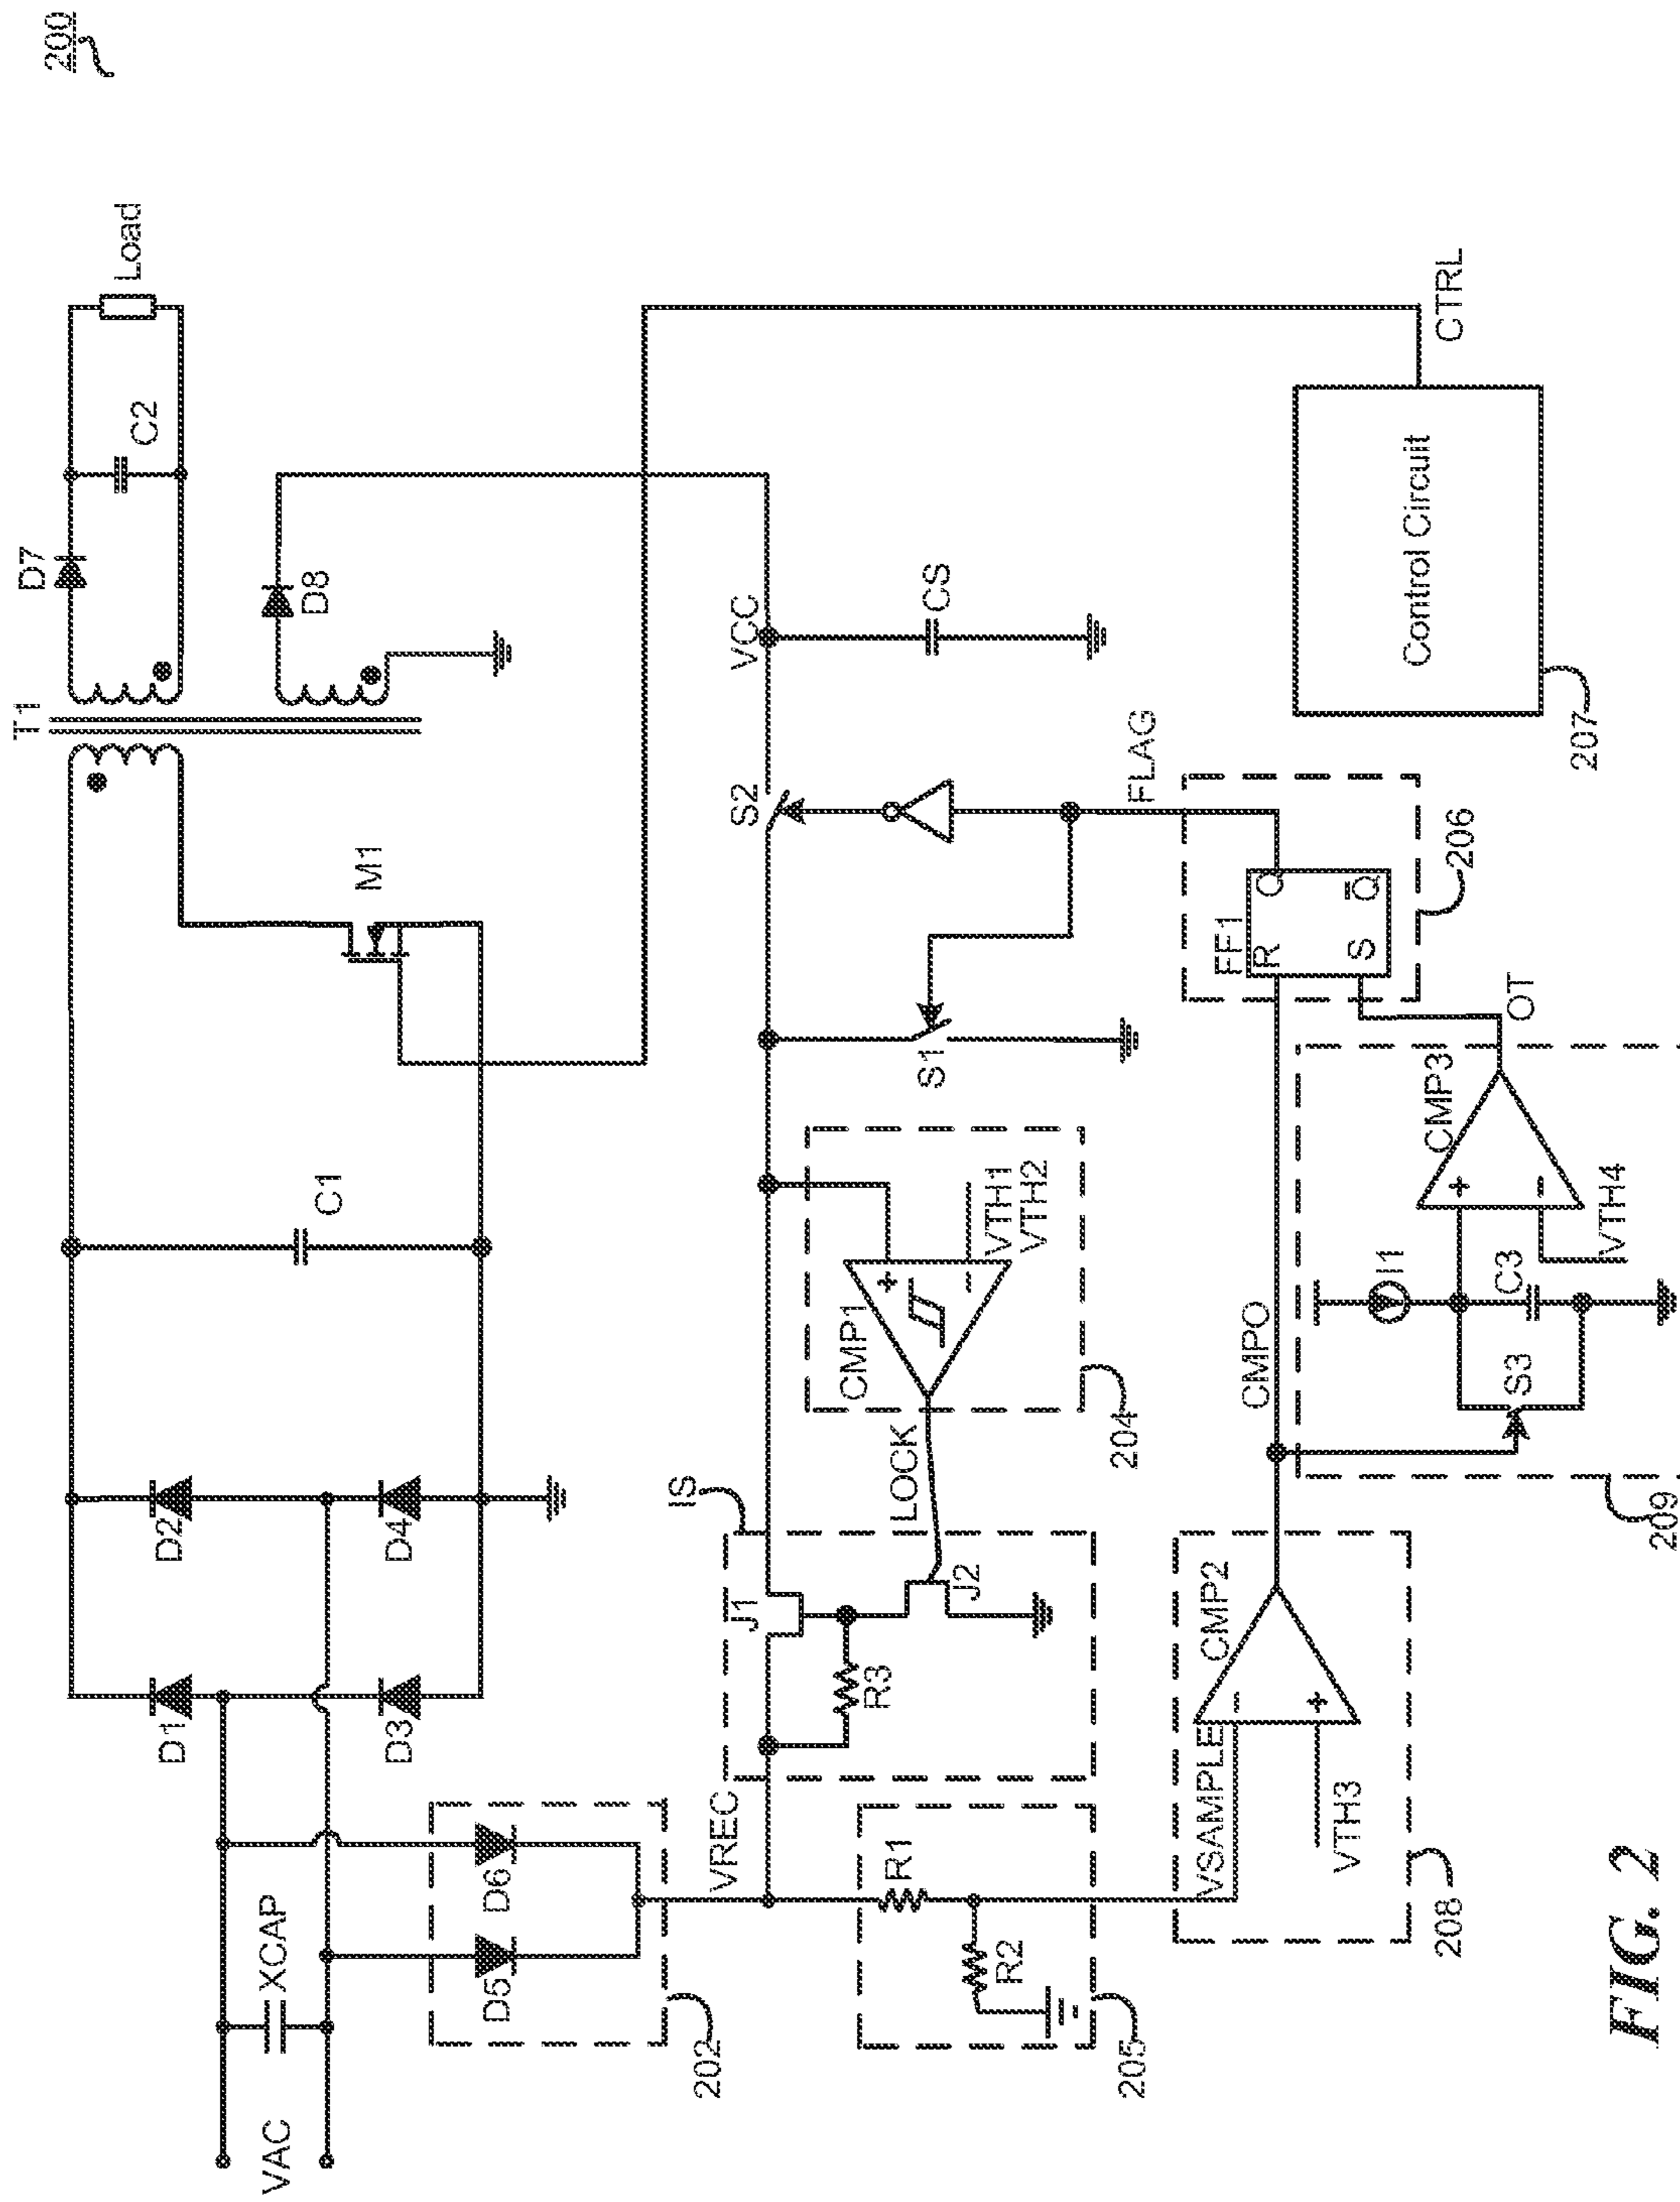 200
T1
D7
C2
Load
D8
M1
C1
D1
D2
D3
D4
VAC
XCAP
D5
D6
202
VREC
IS
J1
R3
J2
LOCK
CMP1
+
-
VTH1
VTH2
204
S1
S2
VCC
CS
FLAG
R1
R2
205
VSAMPLE
CMP2
-
+
VTH3
208
CMPO
FF1
R
Q
S
Q̅
206
OT
CMP3
+
-
VTH4
I1
C3
S3
209
Control Circuit
207
CTRL
FIG. 2